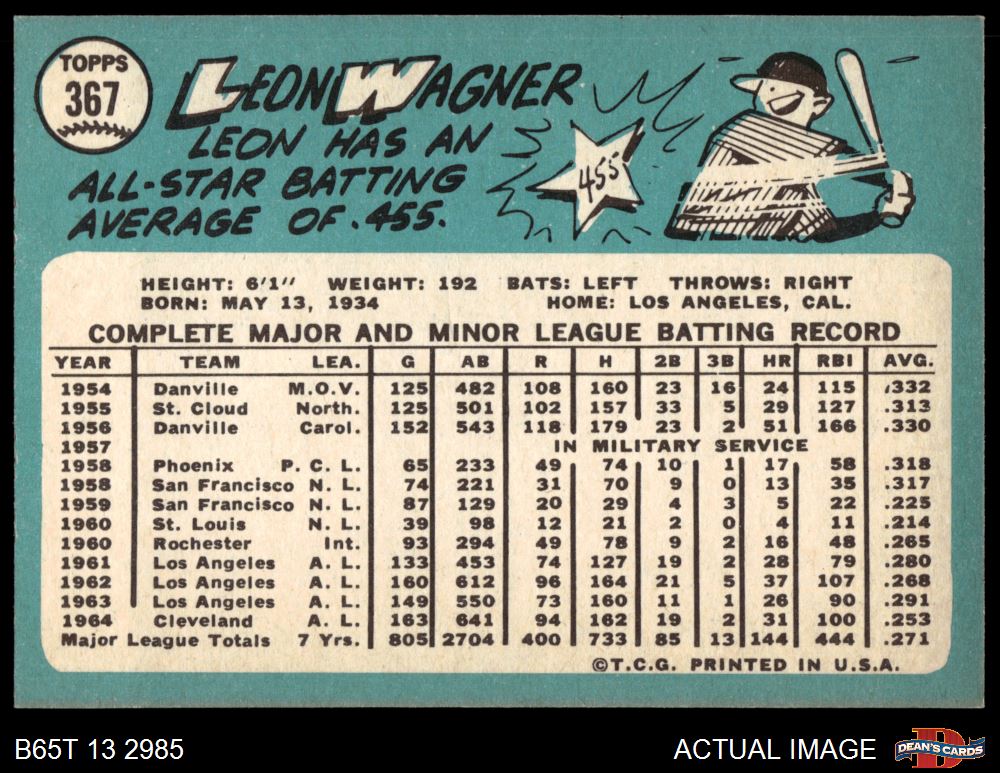 TOPPS
367
LEON WAGNER
LEON HAS AN
ALL-STAR BATTING
AVERAGE OF .455.
455
HEIGHT: 6'1" WEIGHT: 192 BATS: LEFT THROWS: RIGHT
BORN: MAY 13, 1934 HOME: LOS ANGELES, CAL.
COMPLETE MAJOR AND MINOR LEAGUE BATTING RECORD
YEAR TEAM LEA. G AB R H 2B 3B HR RBI AVG.
1954 Danville M.O.V. 125 482 108 160 23 16 24 115 .332
1955 St. Cloud North. 125 501 102 157 33 5 29 127 .313
1956 Danville Carol. 152 543 118 179 23 2 51 166 .330
1957 IN MILITARY SERVICE
1958 Phoenix P. C. L. 65 233 49 74 10 1 17 58 .318
1958 San Francisco N. L. 74 221 31 70 9 0 13 35 .317
1959 San Francisco N. L. 87 129 20 29 4 3 5 22 .225
1960 St. Louis N. L. 39 98 12 21 2 0 4 11 .214
1960 Rochester Int. 93 294 49 78 9 2 16 48 .265
1961 Los Angeles A. L. 133 453 74 127 19 2 28 79 .280
1962 Los Angeles A. L. 160 612 96 164 21 5 37 107 .268
1963 Los Angeles A. L. 149 550 73 160 11 1 26 90 .291
1964 Cleveland A. L. 163 641 94 162 19 2 31 100 .253
Major League Totals 7 Yrs. 805 2704 400 733 85 13 144 444 .271
©T.C.G. PRINTED IN U.S.A.
B65T 13 2985
ACTUAL IMAGE
D
DEAN'S CARDS